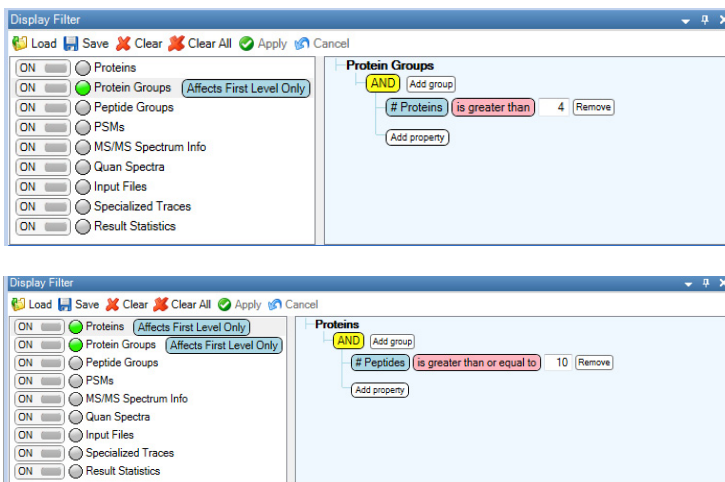 Display Filter
Load Save Clear Clear All Apply Cancel
ON Proteins
ON Protein Groups Affects First Level Only
ON Peptide Groups
ON PSMs
ON MS/MS Spectrum Info
ON Quan Spectra
ON Input Files
ON Specialized Traces
ON Result Statistics
Protein Groups
AND Add group
# Proteins is greater than 4 Remove
Add property
Display Filter
Load Save Clear Clear All Apply Cancel
ON Proteins Affects First Level Only
ON Protein Groups Affects First Level Only
ON Peptide Groups
ON PSMs
ON MS/MS Spectrum Info
ON Quan Spectra
ON Input Files
ON Specialized Traces
ON Result Statistics
Proteins
AND Add group
# Peptides is greater than or equal to 10 Remove
Add property